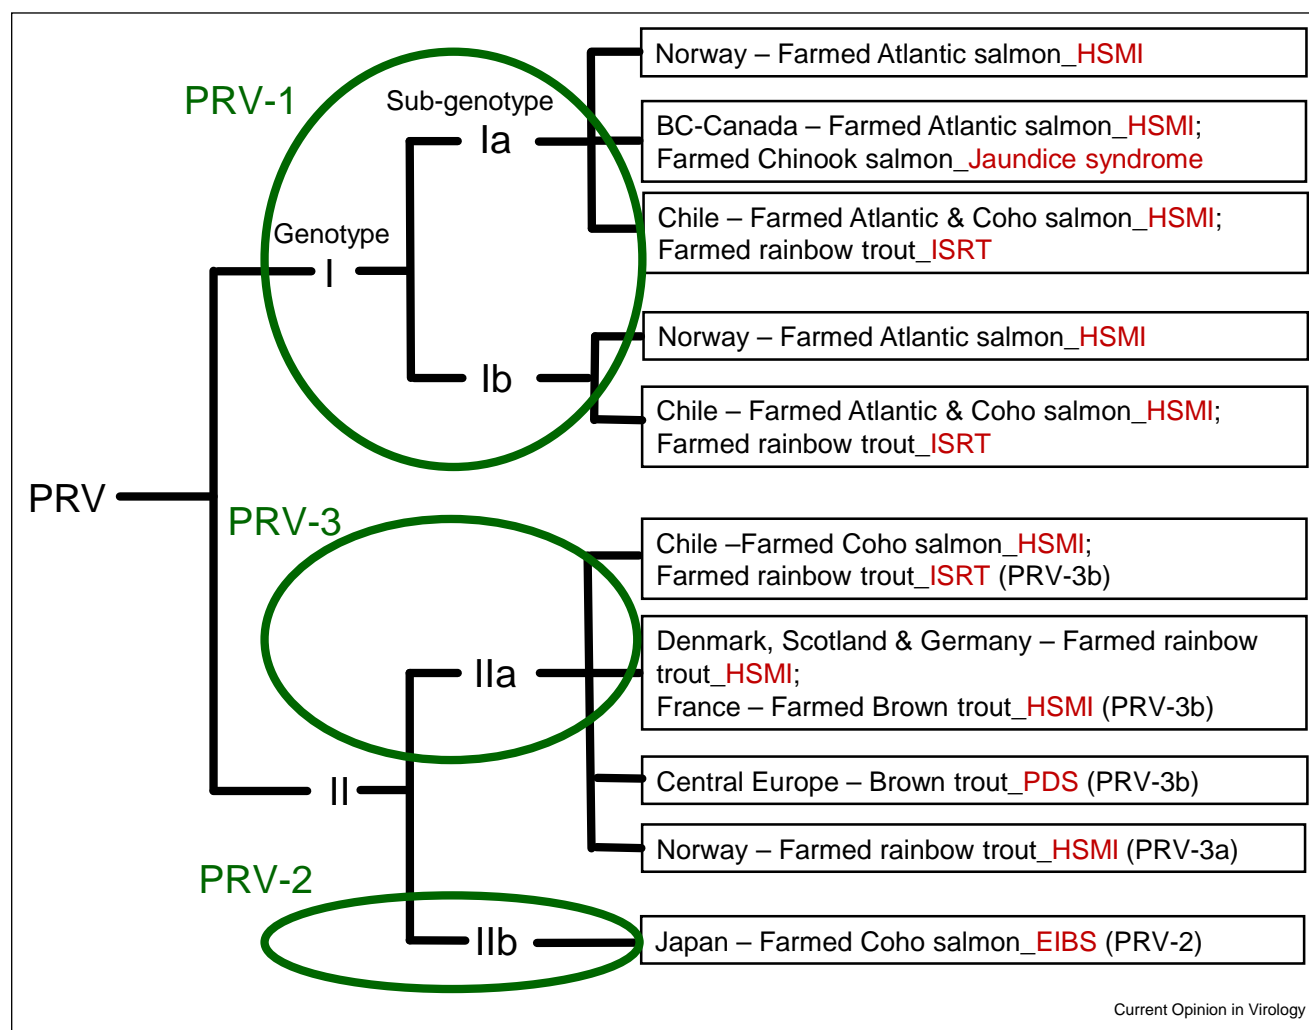 Norway – Farmed Atlantic salmon_HSMI
PRV-1
Sub-genotype
Ia
BC-Canada – Farmed Atlantic salmon_HSMI;
Farmed Chinook salmon_Jaundice syndrome
Chile – Farmed Atlantic & Coho salmon_HSMI;
Farmed rainbow trout_ISRT
Genotype
I
Norway – Farmed Atlantic salmon_HSMI
Ib
Chile – Farmed Atlantic & Coho salmon_HSMI;
Farmed rainbow trout_ISRT
PRV
PRV-3
Chile –Farmed Coho salmon_HSMI;
Farmed rainbow trout_ISRT (PRV-3b)
IIa
Denmark, Scotland & Germany – Farmed rainbow
trout_HSMI;
France – Farmed Brown trout_HSMI (PRV-3b)
II
Central Europe – Brown trout_PDS (PRV-3b)
Norway – Farmed rainbow trout_HSMI (PRV-3a)
PRV-2
IIb
Japan – Farmed Coho salmon_EIBS (PRV-2)
Current Opinion in Virology